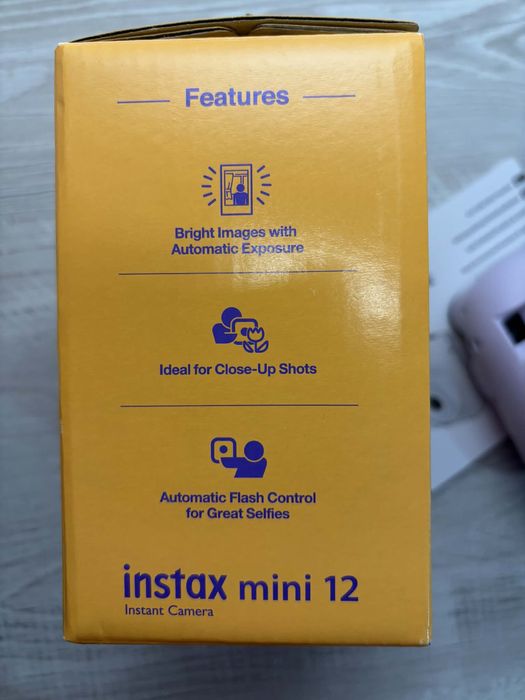 Features
Bright Images with
Automatic Exposure
Ideal for Close-Up Shots
Automatic Flash Control
for Great Selfies
instax mini 12
Instant Camera